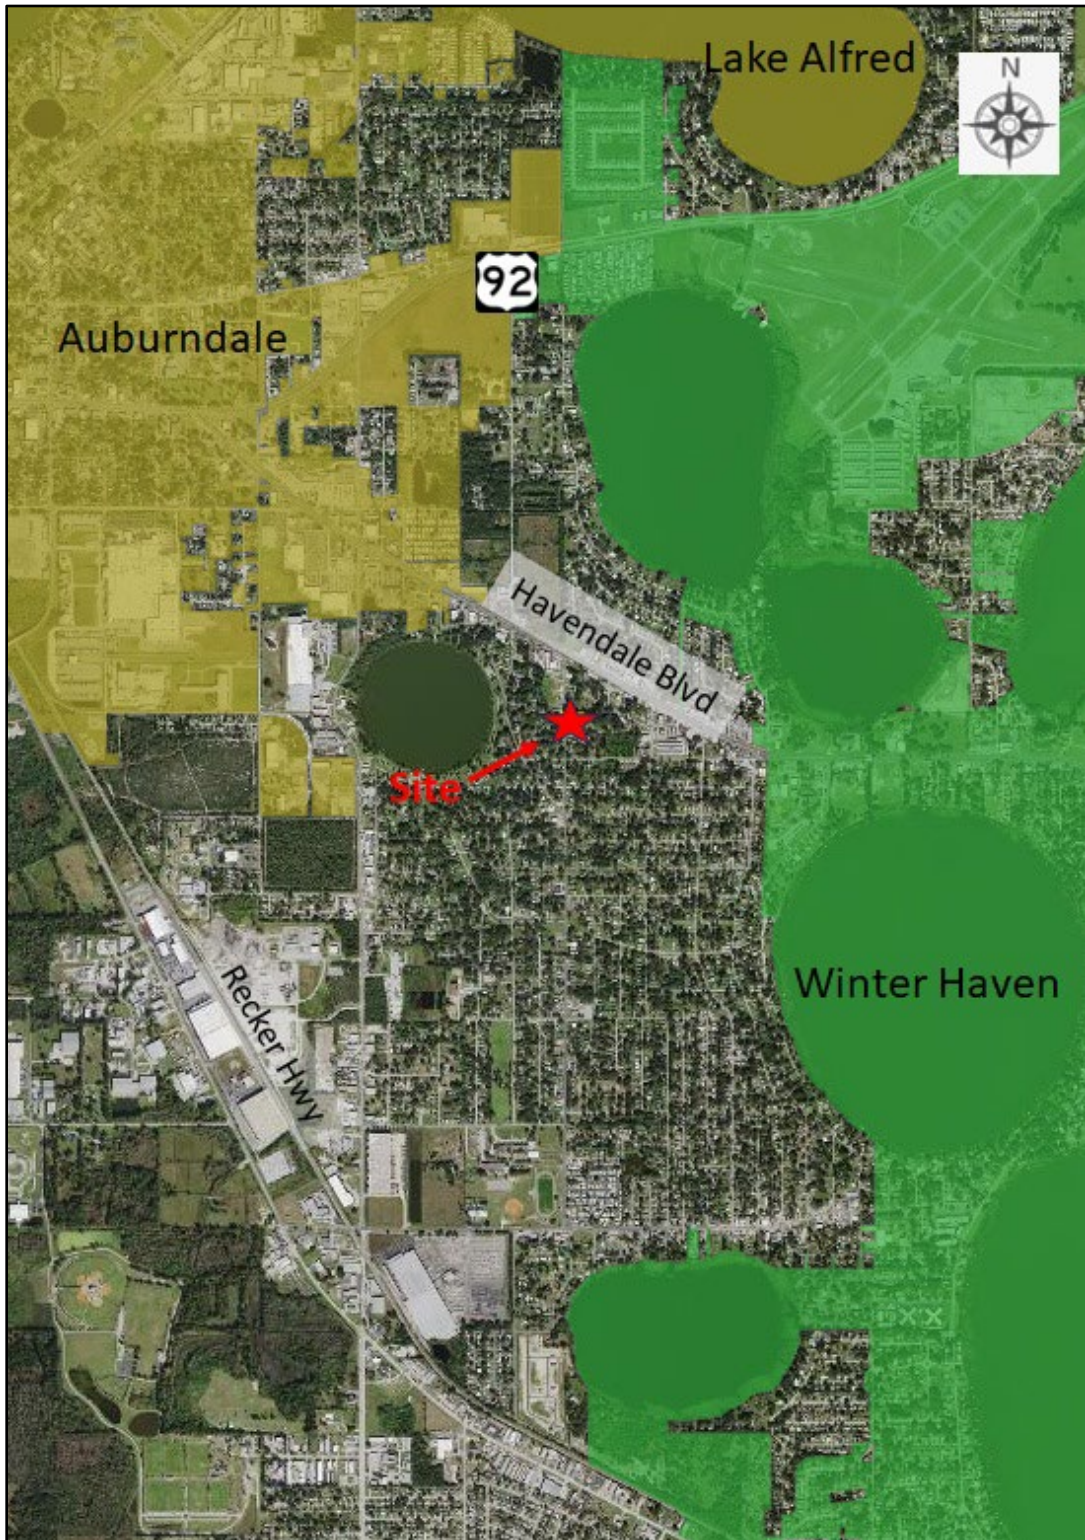 Lake Alfred
N
92
Auburndale
Havendale Blvd
Site
Winter Haven
Recker Hwy